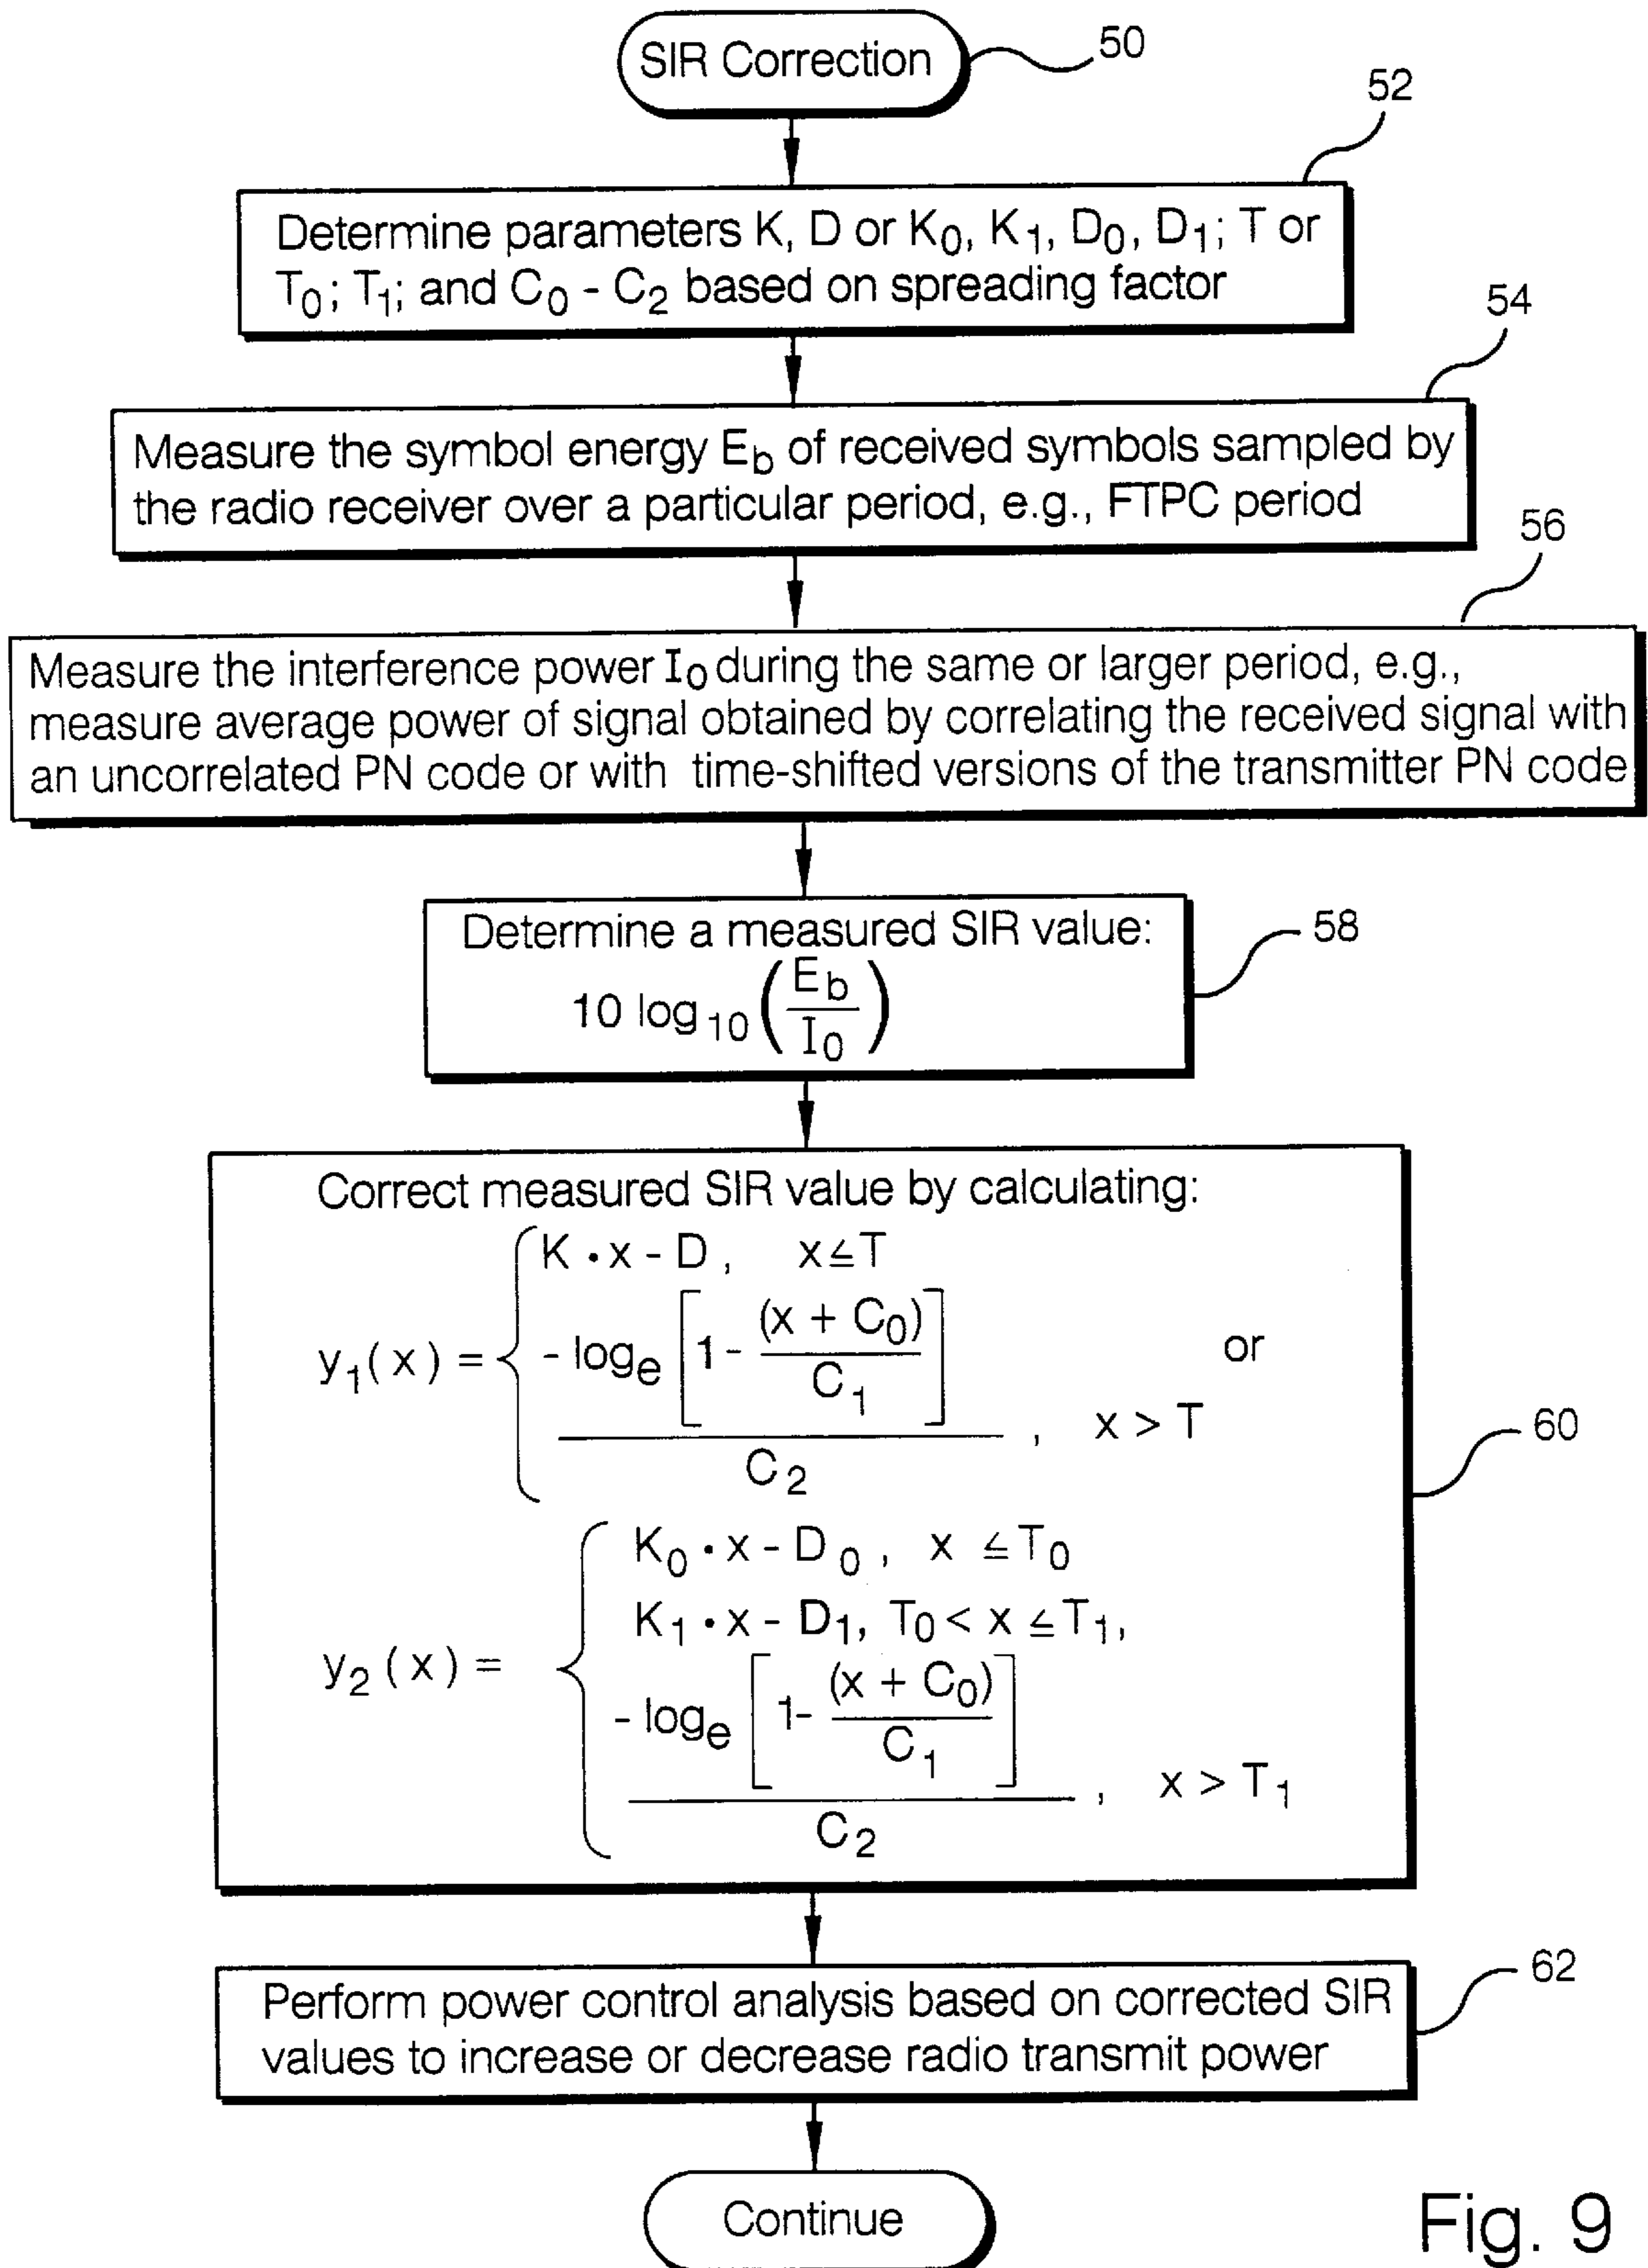 SIR Correction
50
52
Determine parameters K, D or K₀, K₁, D₀, D₁; T or
T₀; T₁; and C₀ - C₂ based on spreading factor
54
Measure the symbol energy E_b of received symbols sampled by
the radio receiver over a particular period, e.g., FTPC period
56
Measure the interference power I₀ during the same or larger period, e.g.,
measure average power of signal obtained by correlating the received signal with
an uncorrelated PN code or with time-shifted versions of the transmitter PN code
Determine a measured SIR value:
58
10 log₁₀ (E_b / I₀)
Correct measured SIR value by calculating:
y₁(x) = { K · x - D, x ≤ T
- logₑ [1 - (x + C₀) / C₁] / C₂, x > T
or
60
y₂(x) = { K₀ · x - D₀, x ≤ T₀
K₁ · x - D₁, T₀ < x ≤ T₁,
- logₑ [1 - (x + C₀) / C₁] / C₂, x > T₁
62
Perform power control analysis based on corrected SIR
values to increase or decrease radio transmit power
Continue
Fig. 9